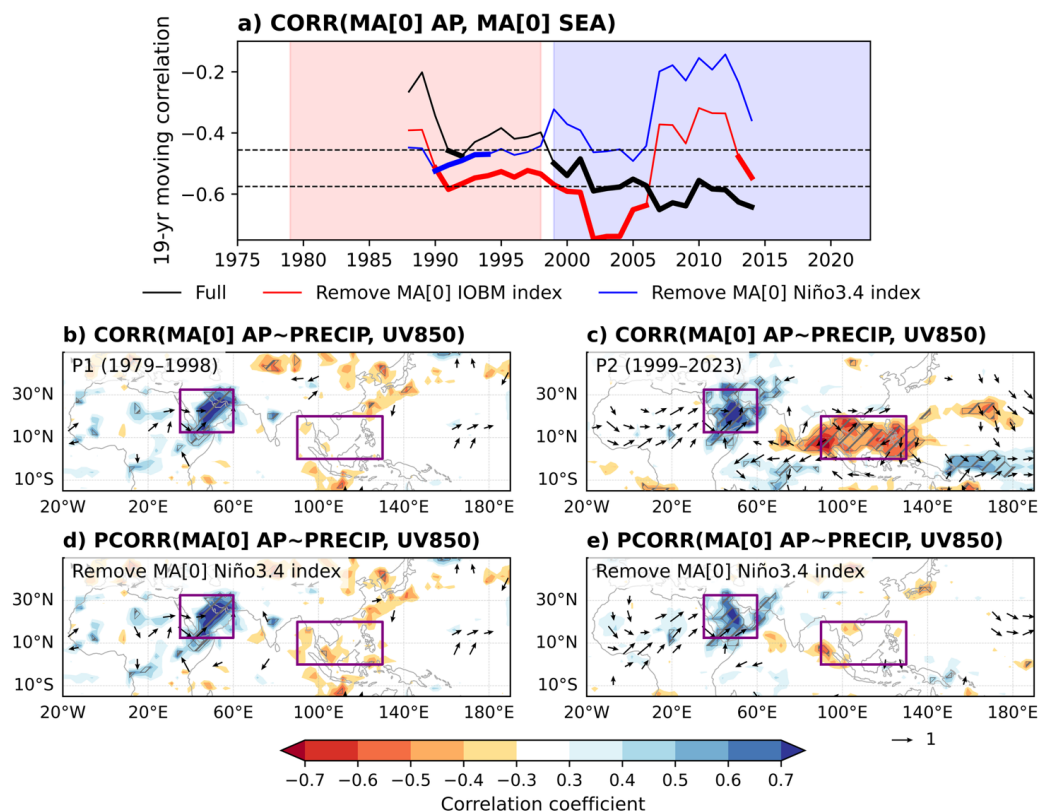 a) CORR(MA[0] AP, MA[0] SEA)
19-yr moving correlation
−0.2
−0.4
−0.6
1975 1980 1985 1990 1995 2000 2005 2010 2015 2020
Full Remove MA[0] IOBM index Remove MA[0] Niño3.4 index
b) CORR(MA[0] AP~PRECIP, UV850)
P1 (1979–1998)
30°N
10°N
10°S
20°W 20°E 60°E 100°E 140°E 180°E
c) CORR(MA[0] AP~PRECIP, UV850)
P2 (1999–2023)
30°N
10°N
10°S
20°W 20°E 60°E 100°E 140°E 180°E
d) PCORR(MA[0] AP~PRECIP, UV850)
Remove MA[0] Niño3.4 index
30°N
10°N
10°S
20°W 20°E 60°E 100°E 140°E 180°E
e) PCORR(MA[0] AP~PRECIP, UV850)
Remove MA[0] Niño3.4 index
30°N
10°N
10°S
20°W 20°E 60°E 100°E 140°E 180°E
1
−0.7 −0.6 −0.5 −0.4 −0.3 0.3 0.4 0.5 0.6 0.7
Correlation coefficient